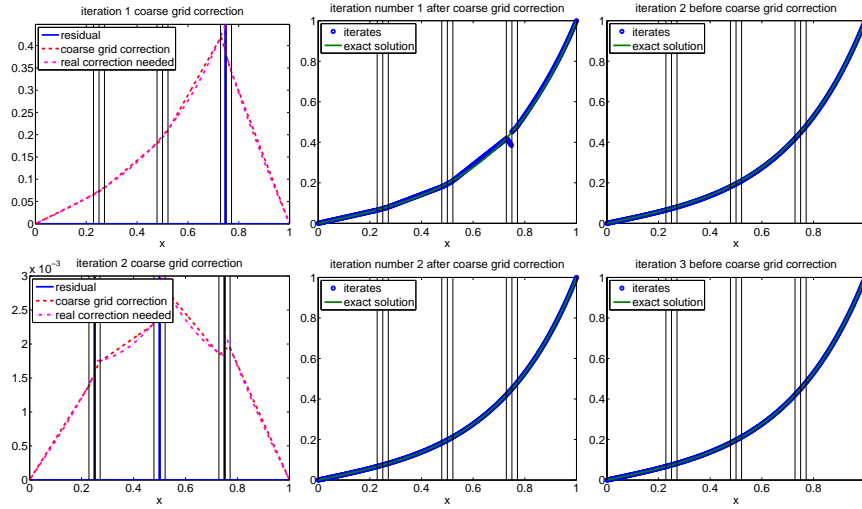 iteration 1 coarse grid correction
residual
coarse grid correction
real correction needed
0.4
0.35
0.3
0.25
0.2
0.15
0.1
0.05
0
0 0.2 0.4 0.6 0.8 1
x
iteration number 1 after coarse grid correction
iterates
exact solution
1
0.8
0.6
0.4
0.2
0
0 0.2 0.4 0.6 0.8 1
x
iteration 2 before coarse grid correction
iterates
exact solution
1
0.8
0.6
0.4
0.2
0
0 0.2 0.4 0.6 0.8
x
x 10⁻³
iteration 2 coarse grid correction
residual
coarse grid correction
real correction needed
3
2.5
2
1.5
1
0.5
0
0 0.2 0.4 0.6 0.8 1
x
iteration number 2 after coarse grid correction
iterates
exact solution
1
0.8
0.6
0.4
0.2
0
0 0.2 0.4 0.6 0.8 1
x
iteration 3 before coarse grid correction
iterates
exact solution
1
0.8
0.6
0.4
0.2
0
0 0.2 0.4 0.6 0.8
x